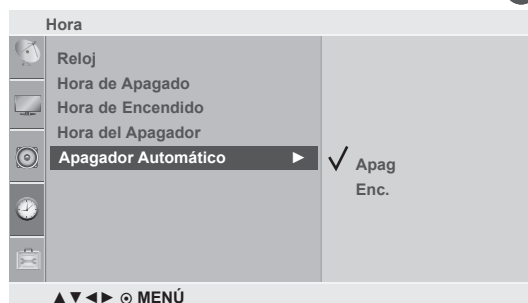 Hora
Reloj
Hora de Apagado
Hora de Encendido
Hora del Apagador
Apagador Automático ►
✓ Apag
Enc.
▲▼◄► ⊙ MENÚ